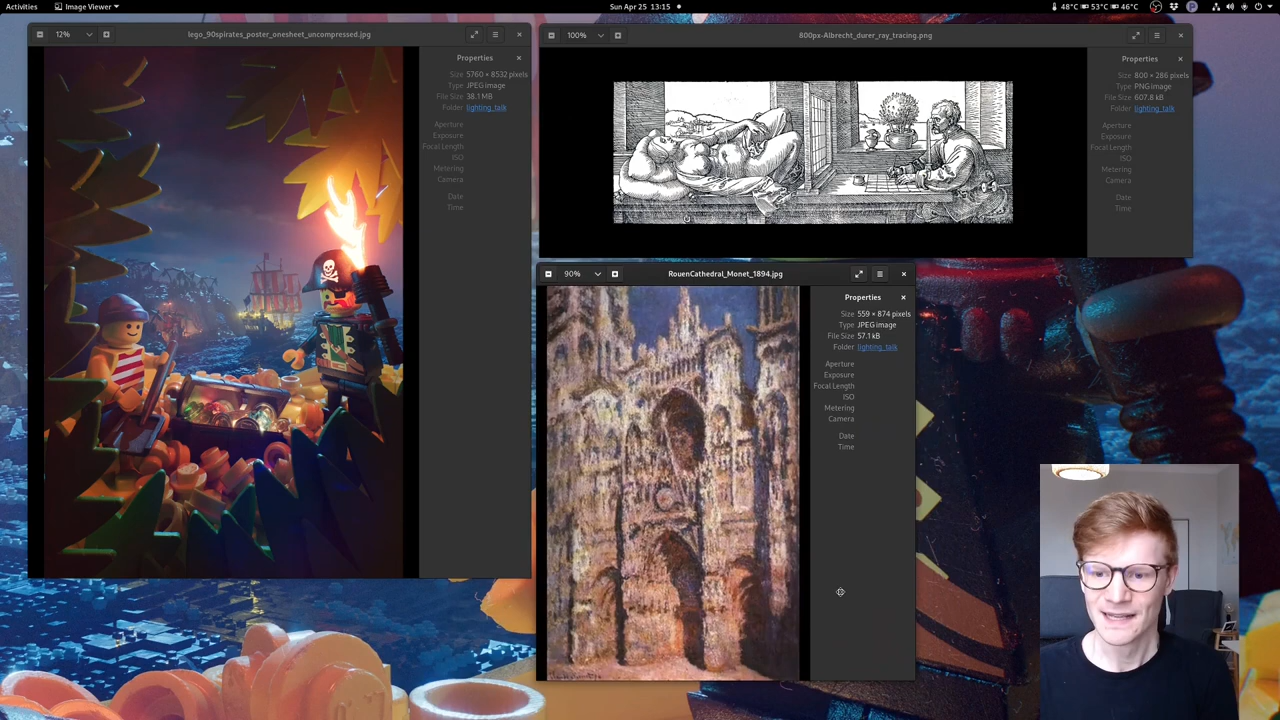 Activities Image Viewer Sun Apr 25 13:15 48°C 53°C 46°C
12% lego_90spirates_poster_onesheet_uncompressed.jpg
Properties
Size 5760 × 8532 pixels
Type JPEG image
File Size 38.1 MB
Folder lighting_talk
Aperture
Exposure
Focal Length
ISO
Metering
Camera
Date
Time
100% 800px-Albrecht_durer_ray_tracing.png
Properties
Size 800 × 286 pixels
Type PNG image
File Size 607.8 kB
Folder lighting_talk
Aperture
Exposure
Focal Length
ISO
Metering
Camera
Date
Time
90% RouenCathedral_Monet_1894.jpg
Properties
Size 559 × 874 pixels
Type JPEG image
File Size 57.1 kB
Folder lighting_talk
Aperture
Exposure
Focal Length
ISO
Metering
Camera
Date
Time